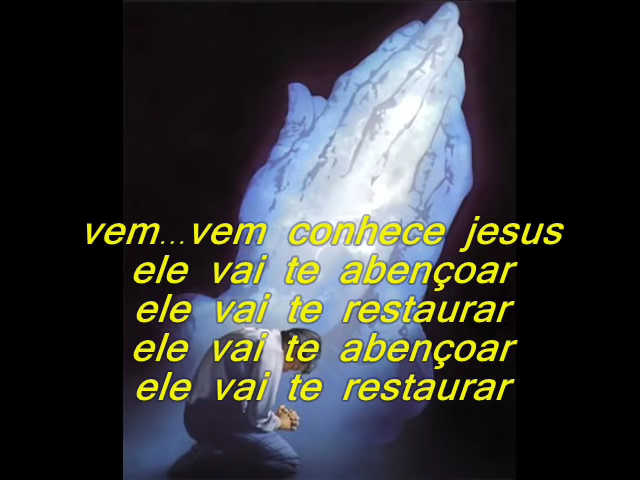 vem...vem conhece jesus
ele vai te abençoar
ele vai te restaurar
ele vai te abençoar
ele vai te restaurar